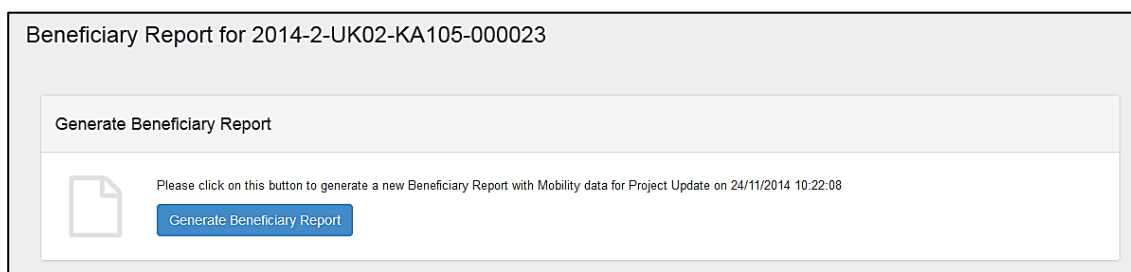 Beneficiary Report for 2014-2-UK02-KA105-000023
Generate Beneficiary Report
Please click on this button to generate a new Beneficiary Report with Mobility data for Project Update on 24/11/2014 10:22:08
Generate Beneficiary Report